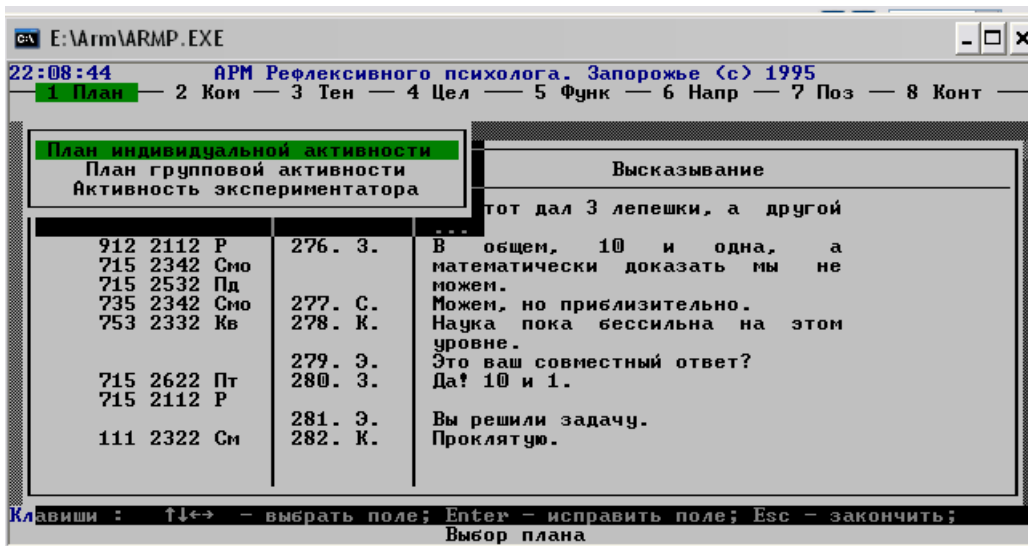 E:\Arm\ARMP.EXE
22:08:44 АРМ Рефлексивного психолога. Запорожье (c) 1995
1 План — 2 Ком — 3 Тен — 4 Цел — 5 Функ — 6 Напр — 7 Поз — 8 Конт
План индивидуальной активности
План групповой активности
Активность экспериментатора
Высказывание
тот дал 3 лепешки, а другой
...
912 2112 Р 276. З. В общем, 10 и одна, а
715 2342 Смо математически доказать мы не
715 2532 Пд можем.
735 2342 Смо 277. С. Можем, но приблизительно.
753 2332 Кв 278. К. Наука пока бессильна на этом
уровне.
279. Э. Это ваш совместный ответ?
715 2622 Пт 280. З. Да! 10 и 1.
715 2112 Р
281. Э. Вы решили задачу.
111 2322 См 282. К. Проклятую.
Клавиши : ↑↓←→ - выбрать поле; Enter - исправить поле; Esc - закончить;
Выбор плана